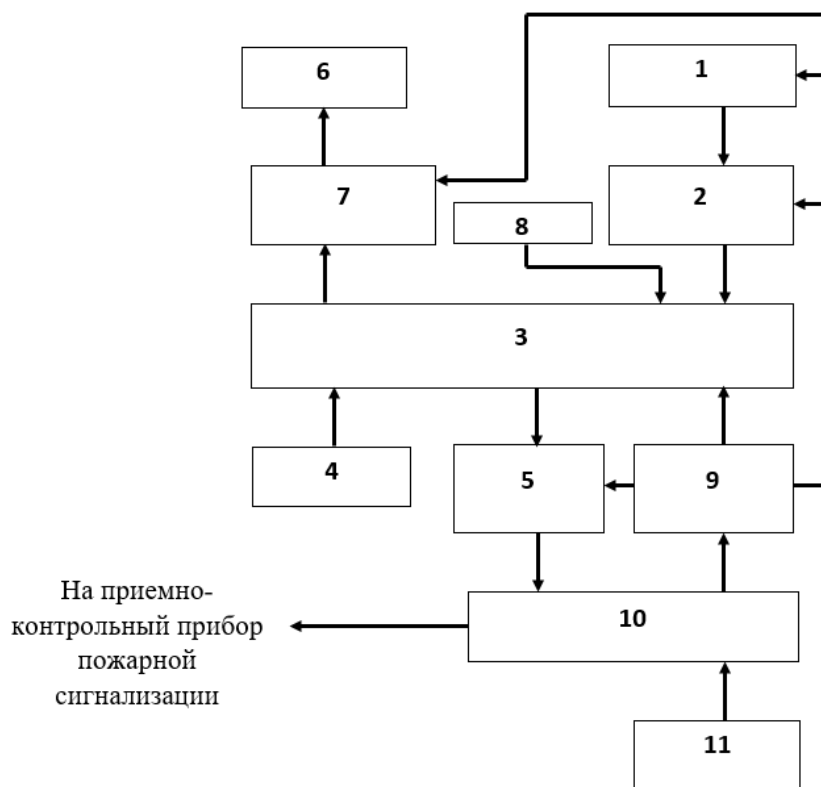 6
1
7
2
8
3
4
5
9
На приемно-
контрольный прибор
пожарной
сигнализации
10
11